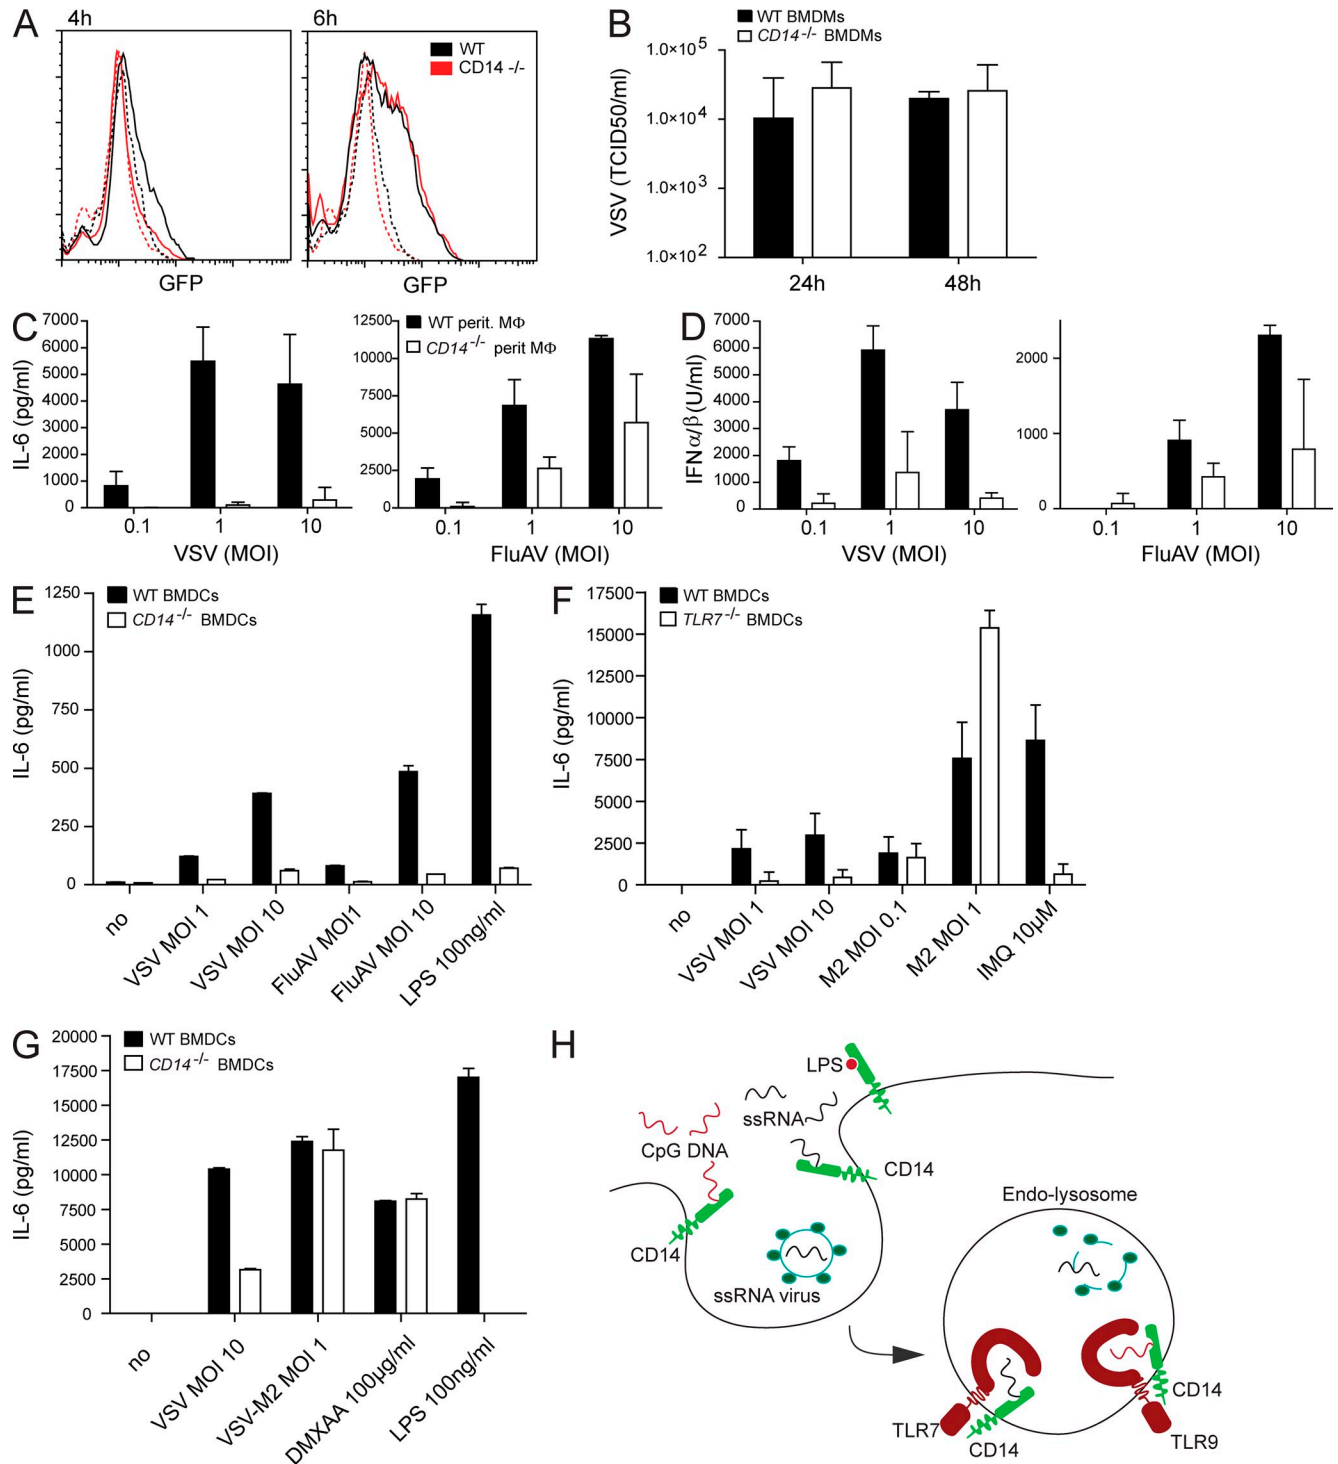 A
4h
6h
WT
CD14 -/-
GFP
GFP
B
WT BMDMs
CD14-/- BMDMs
VSV (TCID50/ml)
1.0×10^5
1.0×10^4
1.0×10^3
1.0×10^2
24h
48h
C
IL-6 (pg/ml)
7000
6000
5000
4000
3000
2000
1000
0
0.1
1
10
VSV (MOI)
12500
10000
7500
5000
2500
0
WT perit. MΦ
CD14-/- perit MΦ
0.1
1
10
FluAV (MOI)
D
IFNα/β (U/ml)
7000
6000
5000
4000
3000
2000
1000
0
0.1
1
10
VSV (MOI)
2000
1000
0
0.1
1
10
FluAV (MOI)
E
WT BMDCs
CD14-/- BMDCs
IL-6 (pg/ml)
1250
1000
750
500
250
0
no
VSV MOI 1
VSV MOI 10
FluAV MOI1
FluAV MOI 10
LPS 100ng/ml
F
WT BMDCs
TLR7-/- BMDCs
IL-6 (pg/ml)
17500
15000
12500
10000
7500
5000
2500
0
no
VSV MOI 1
VSV MOI 10
M2 MOI 0.1
M2 MOI 1
IMQ 10µM
G
WT BMDCs
CD14-/- BMDCs
IL-6 (pg/ml)
20000
17500
15000
12500
10000
7500
5000
2500
0
no
VSV MOI 10
VSV-M2 MOI 1
DMXAA 100µg/ml
LPS 100ng/ml
H
LPS
ssRNA
CpG DNA
CD14
CD14
ssRNA virus
Endo-lysosome
CD14
TLR7
CD14
TLR9